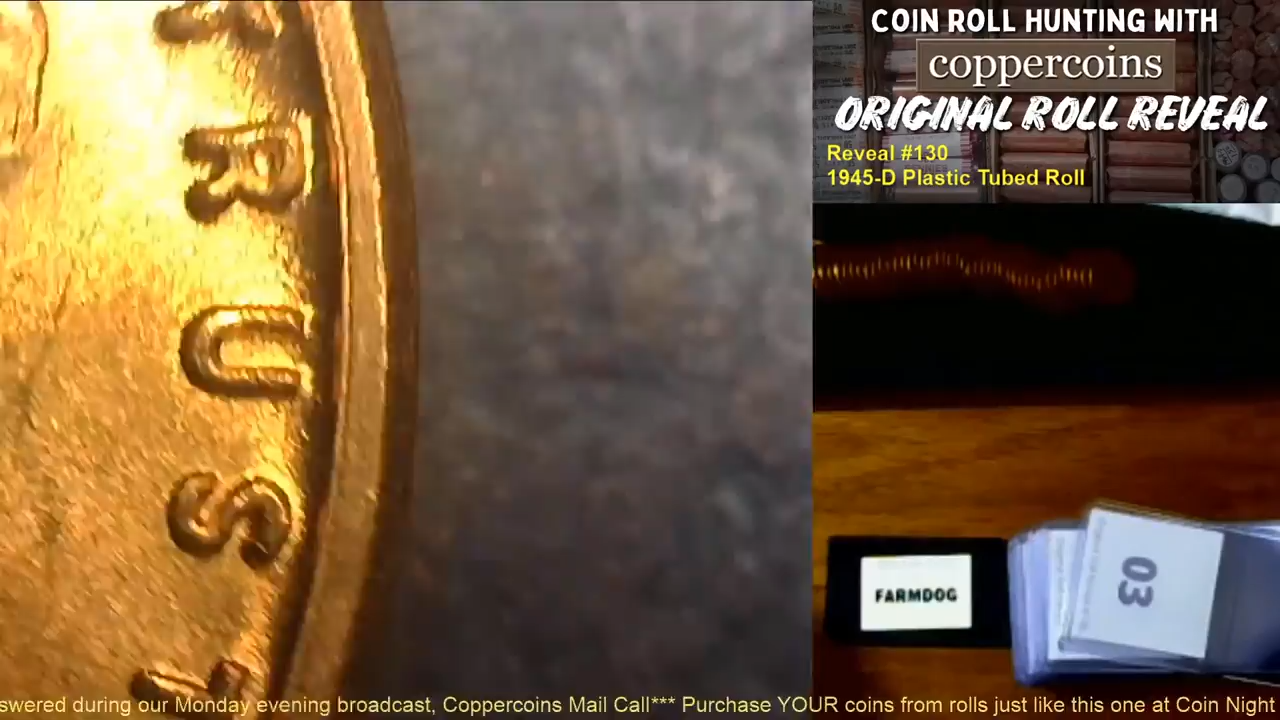 TRUST
COIN ROLL HUNTING WITH
coppercoins
ORIGINAL ROLL REVEAL
Reveal #130
1945-D Plastic Tubed Roll
FARMDOG
03
swered during our Monday evening broadcast, Coppercoins Mail Call*** Purchase YOUR coins from rolls just like this one at Coin Night